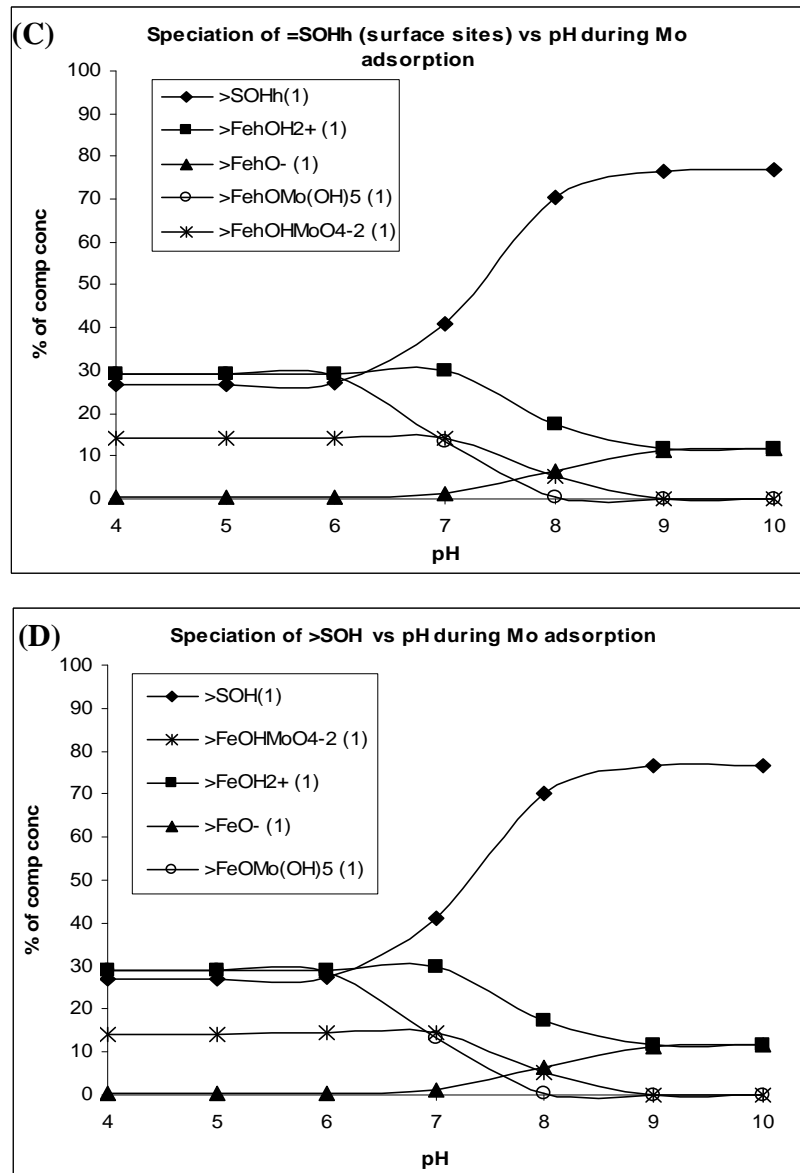 (C)
Speciation of =SOHh (surface sites) vs pH during Mo
adsorption
% of comp conc
100
90
80
70
60
50
40
30
20
10
0
>SOHh(1)
>FehOH2+ (1)
>FehO- (1)
>FehOMo(OH)5 (1)
>FehOHMoO4-2 (1)
4 5 6 7 8 9 10
pH
(D)
Speciation of >SOH vs pH during Mo adsorption
% of comp conc
100
90
80
70
60
50
40
30
20
10
0
>SOH(1)
>FeOHMoO4-2 (1)
>FeOH2+ (1)
>FeO- (1)
>FeOMo(OH)5 (1)
4 5 6 7 8 9 10
pH